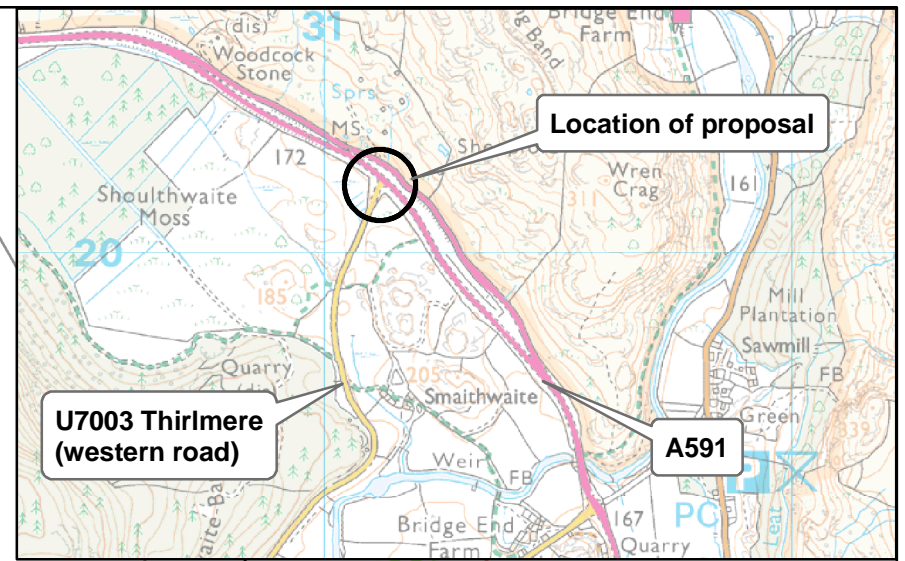 (dis)
31
Woodcock
Stone
Bridge End
Farm
Band
Sprs
MS
Location of proposal
172
Wren
Crag
311
161
Shoulthwaite
Moss
20
185
Mill
Plantation
Sawmill
FB
Quarry
205
Smaithwaite
U7003 Thirlmere
(western road)
A591
Green
339
Weir
FB
P
PC
Leat
Bridge End
Farm
167
Quarry